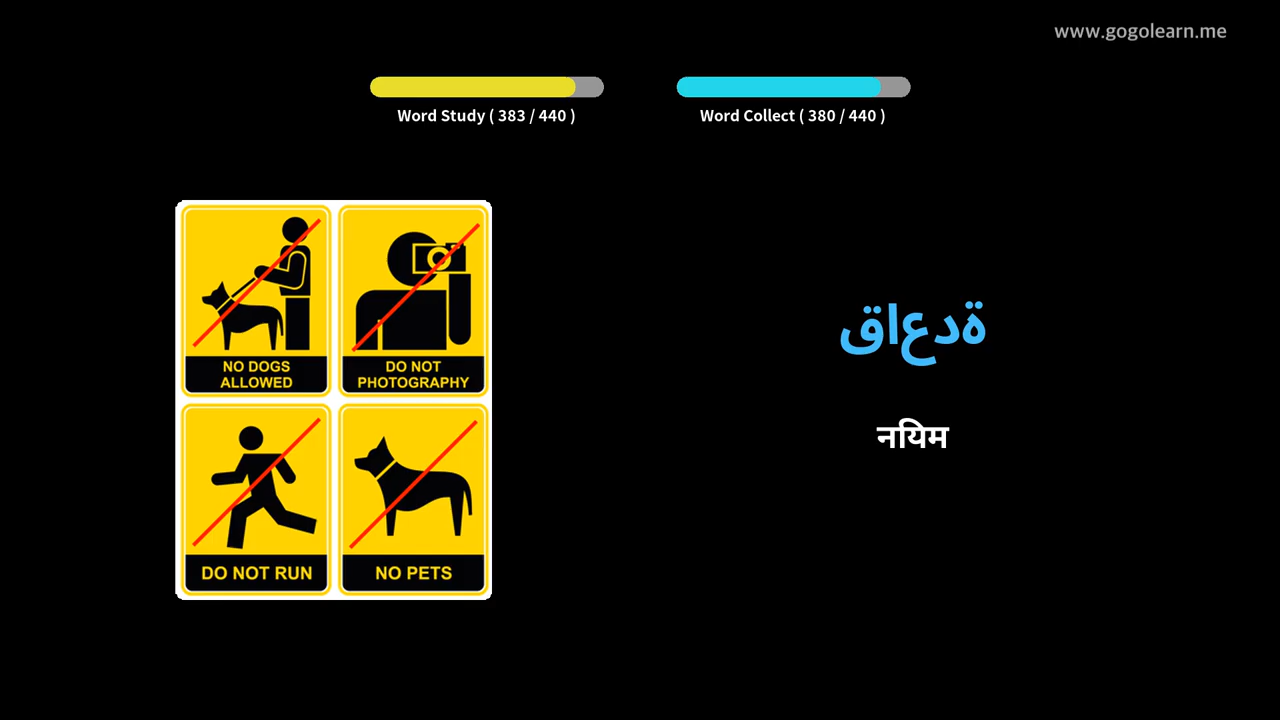 www.gogolearn.me
Word Study ( 383 / 440 )
Word Collect ( 380 / 440 )
NO DOGS
ALLOWED
DO NOT
PHOTOGRAPHY
DO NOT RUN
NO PETS
قاعدة
नियम